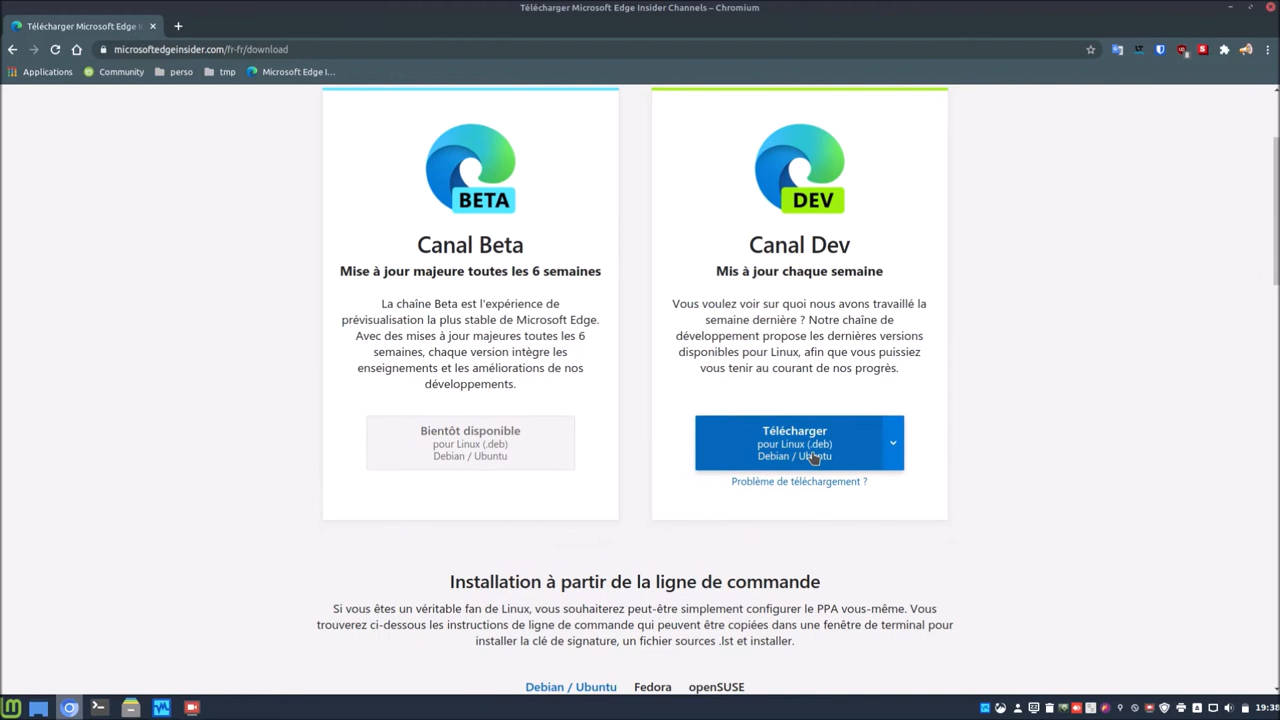 Télécharger Microsoft Edge Insider Channels – Chromium
Télécharger Microsoft Edge I
microsoftedgeinsider.com/fr-fr/download
Applications
Community
perso
tmp
Microsoft Edge I...
BETA
Canal Beta
Mise à jour majeure toutes les 6 semaines
La chaîne Beta est l'expérience de
prévisualisation la plus stable de Microsoft Edge.
Avec des mises à jour majeures toutes les 6
semaines, chaque version intègre les
enseignements et les améliorations de nos
développements.
Bientôt disponible
pour Linux (.deb)
Debian / Ubuntu
DEV
Canal Dev
Mis à jour chaque semaine
Vous voulez voir sur quoi nous avons travaillé la
semaine dernière ? Notre chaîne de
développement propose les dernières versions
disponibles pour Linux, afin que vous puissiez
vous tenir au courant de nos progrès.
Télécharger
pour Linux (.deb)
Debian / Ubuntu
Problème de téléchargement ?
Installation à partir de la ligne de commande
Si vous êtes un véritable fan de Linux, vous souhaiterez peut-être simplement configurer le PPA vous-même. Vous
trouverez ci-dessous les instructions de ligne de commande qui peuvent être copiées dans une fenêtre de terminal pour
installer la clé de signature, un fichier sources .lst et installer.
Debian / Ubuntu
Fedora
openSUSE
19:38